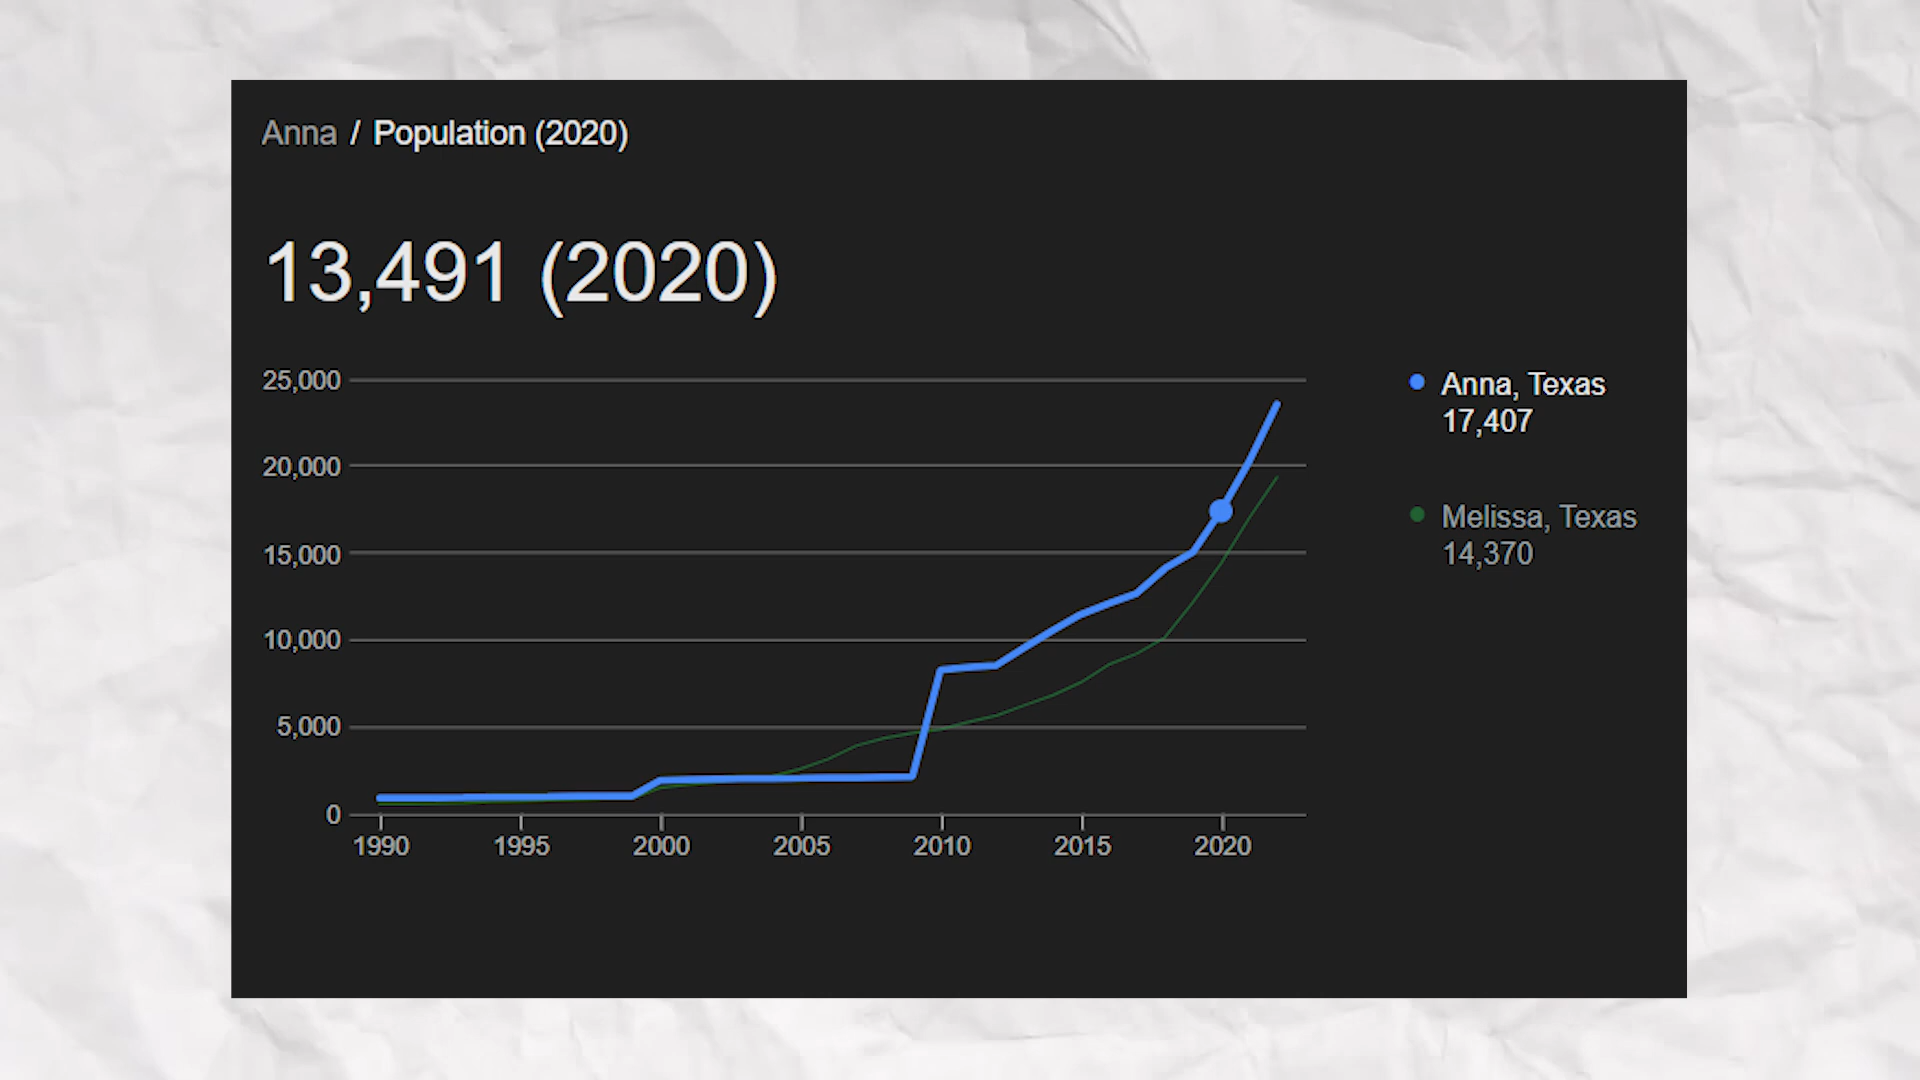 Anna / Population (2020)
13,491 (2020)
25,000
20,000
15,000
10,000
5,000
0
1990 1995 2000 2005 2010 2015 2020
Anna, Texas
17,407
Melissa, Texas
14,370